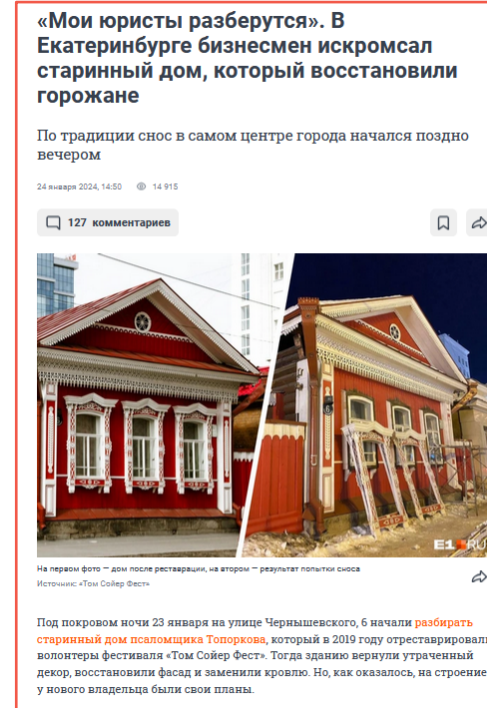 «Мои юристы разберутся». В
Екатеринбурге бизнесмен искромсал
старинный дом, который восстановили
горожане
По традиции снос в самом центре города начался поздно
вечером
24 января 2024, 14:50 14 915
127 комментариев
E1.RU
На первом фото — дом после реставрации, на втором — результат попытки сноса
Источник: «Том Сойер Фест»
Под покровом ночи 23 января на улице Чернышевского, 6 начали разбирать
старинный дом псаломщика Топоркова, который в 2019 году отреставрировал
волонтеры фестиваля «Том Сойер Фест». Тогда зданию вернули утраченный
декор, восстановили фасад и заменили кровлю. Но, как оказалось, на строение
у нового владельца были свои планы.